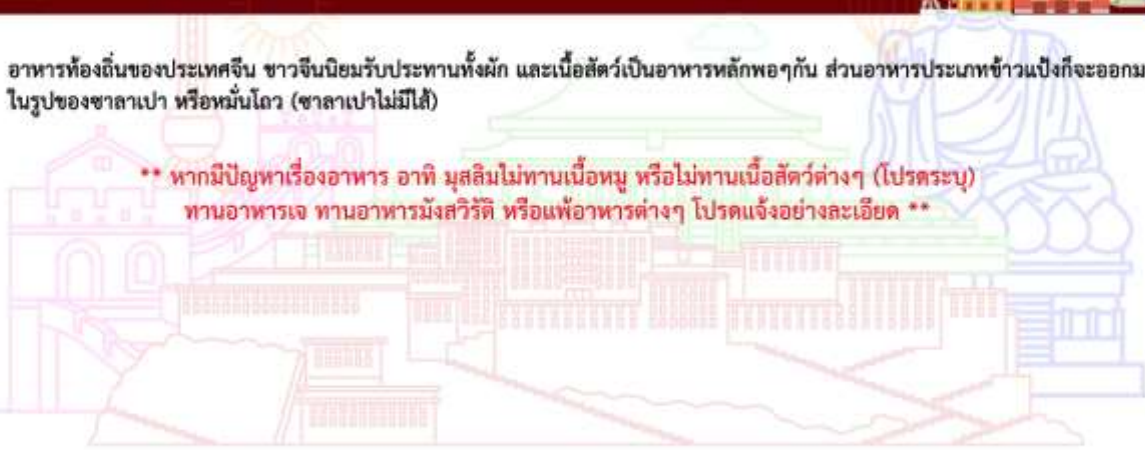 อาหารท้องถิ่นของประเทศจีน ชาวจีนนิยมรับประทานทั้งผัก และเนื้อสัตว์เป็นอาหารหลักพอๆกัน ส่วนอาหารประเภทข้าวแป้งก็จะออกมา
ในรูปของซาลาเปา หรือหมั่นโถว (ซาลาเปาไม่มีไส้)
** หากมีปัญหาเรื่องอาหาร อาทิ มุสลิมไม่ทานเนื้อหมู หรือไม่ทานเนื้อสัตว์ต่างๆ (โปรดระบุ)
ทานอาหารเจ ทานอาหารมังสวิรัติ หรือแพ้อาหารต่างๆ โปรดแจ้งอย่างละเอียด **